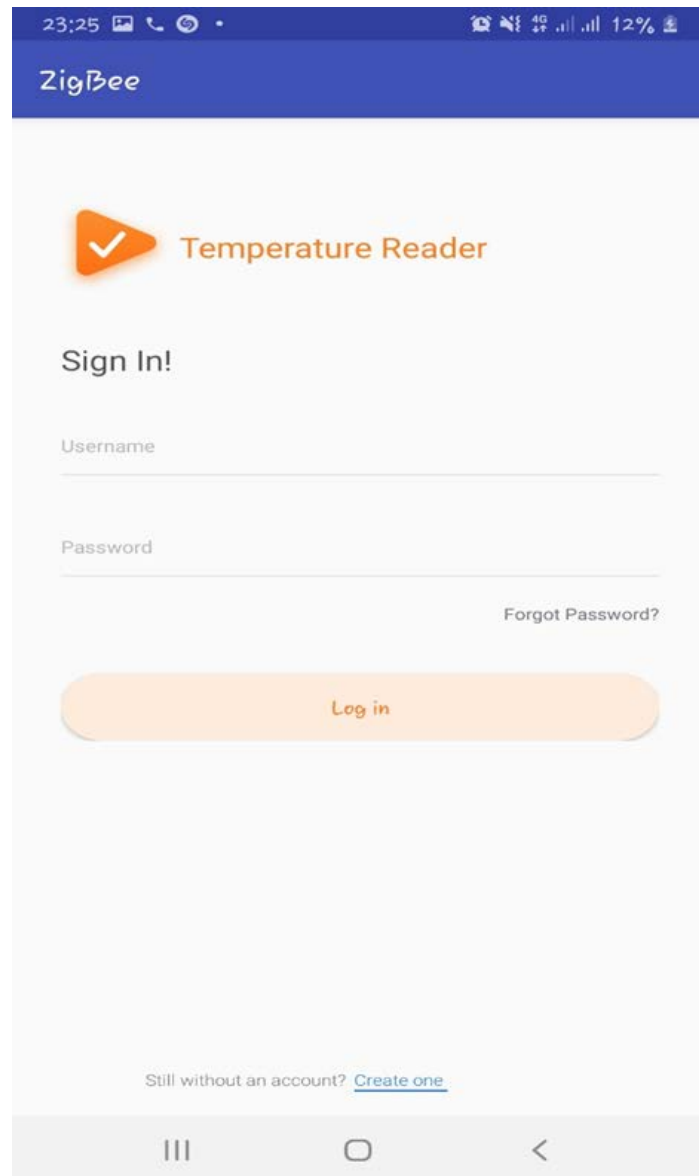 23:25 4G 12%
ZigBee
Temperature Reader
Sign In!
Username
Password
Forgot Password?
Log in
Still without an account? Create one